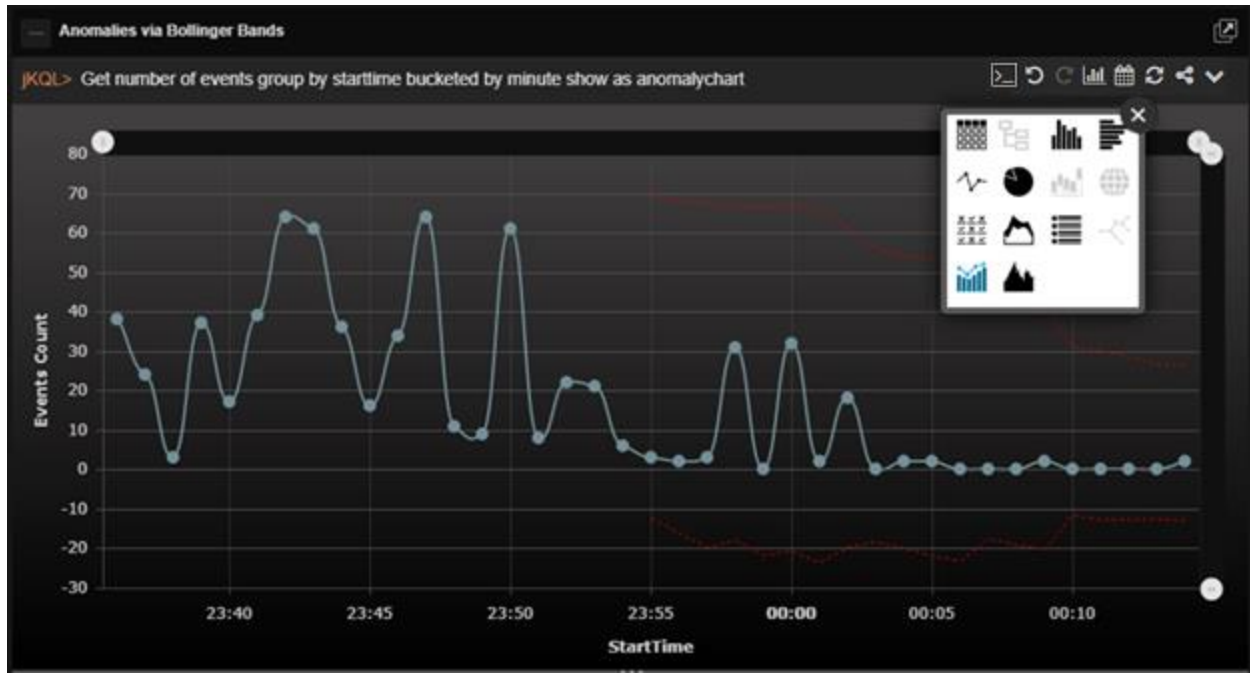 Anomalies via Bollinger Bands
jKQL> Get number of events group by starttime bucketed by minute show as anomalychart
80
70
60
50
40
30
20
10
0
-10
-20
-30
Events Count
23:40 23:45 23:50 23:55 00:00 00:05 00:10
StartTime